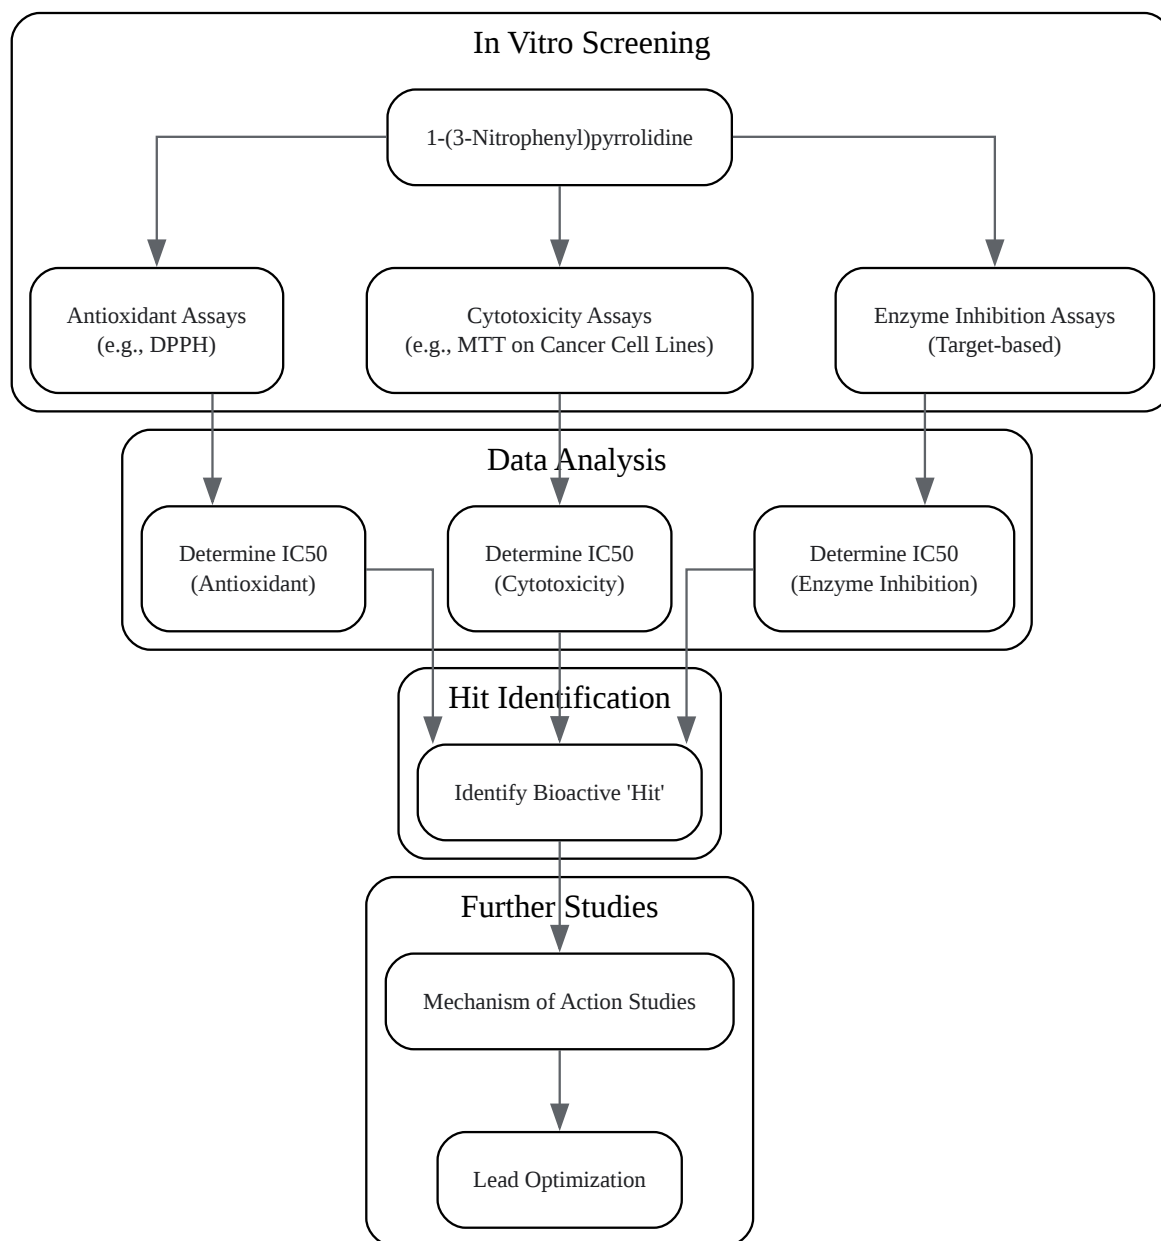 In Vitro Screening
1-(3-Nitrophenyl)pyrrolidine
Antioxidant Assays
(e.g., DPPH)
Cytotoxicity Assays
(e.g., MTT on Cancer Cell Lines)
Enzyme Inhibition Assays
(Target-based)
Data Analysis
Determine IC50
(Antioxidant)
Determine IC50
(Cytotoxicity)
Determine IC50
(Enzyme Inhibition)
Hit Identification
Identify Bioactive 'Hit'
Further Studies
Mechanism of Action Studies
Lead Optimization